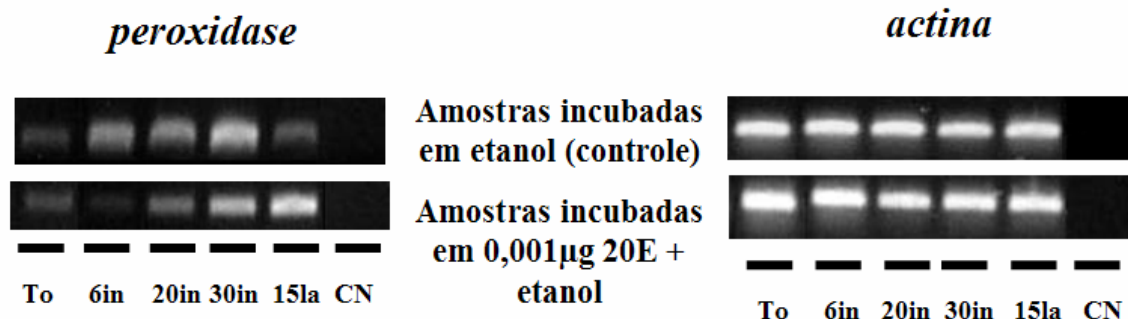 peroxidase
actina
Amostras incubadas
em etanol (controle)
Amostras incubadas
em 0,001µg 20E +
etanol
To 6in 20in 30in 15la CN
To 6in 20in 30in 15la CN